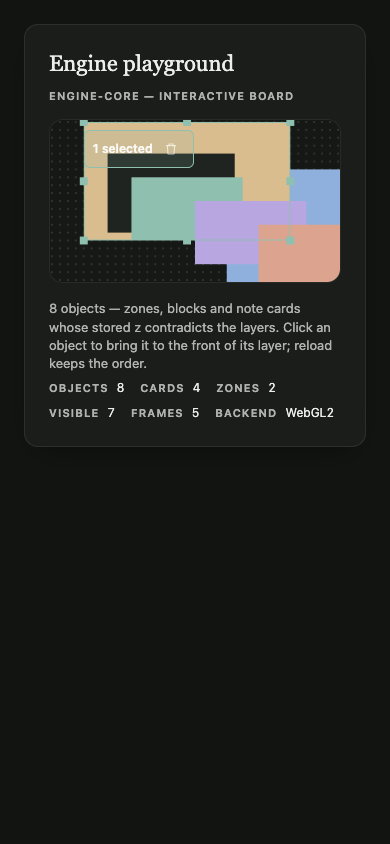 Engine playground
ENGINE-CORE — INTERACTIVE BOARD
1 selected
8 objects — zones, blocks and note cards
whose stored z contradicts the layers. Click an
object to bring it to the front of its layer; reload
keeps the order.
OBJECTS 8 CARDS 4 ZONES 2
VISIBLE 7 FRAMES 5 BACKEND WebGL2